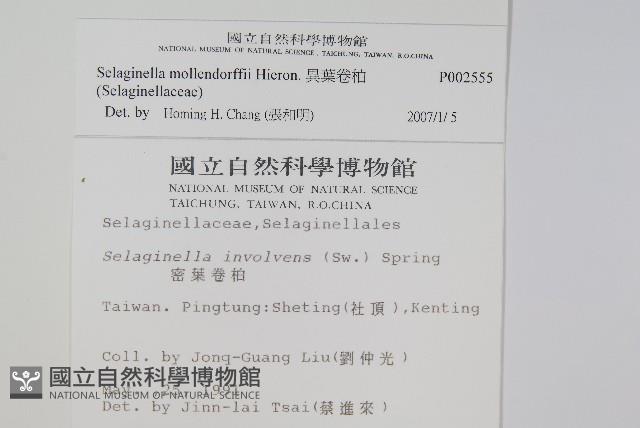 國立自然科學博物館
NATIONAL MUSEUM OF NATURAL SCIENCE, TAICHUNG, TAIWAN, R.O.CHINA
Selaginella mollendorffii Hieron. 異葉卷柏 P002555
(Selaginellaceae)
Det. by Homing H. Chang (張和明) 2007/1/5
國立自然科學博物館
NATIONAL MUSEUM OF NATURAL SCIENCE
TAICHUNG, TAIWAN, R.O.CHINA
Selaginellaceae,Selaginellales
Selaginella involvens (Sw.) Spring
密葉卷柏
Taiwan. Pingtung:Sheting(社頂),Kenting
Coll. by Jong-Guang Liu(劉仲光)
國立自然科學博物館
NATIONAL MUSEUM OF NATURAL SCIENCE
Det. by Jinn-lai Tsai(蔡進來)